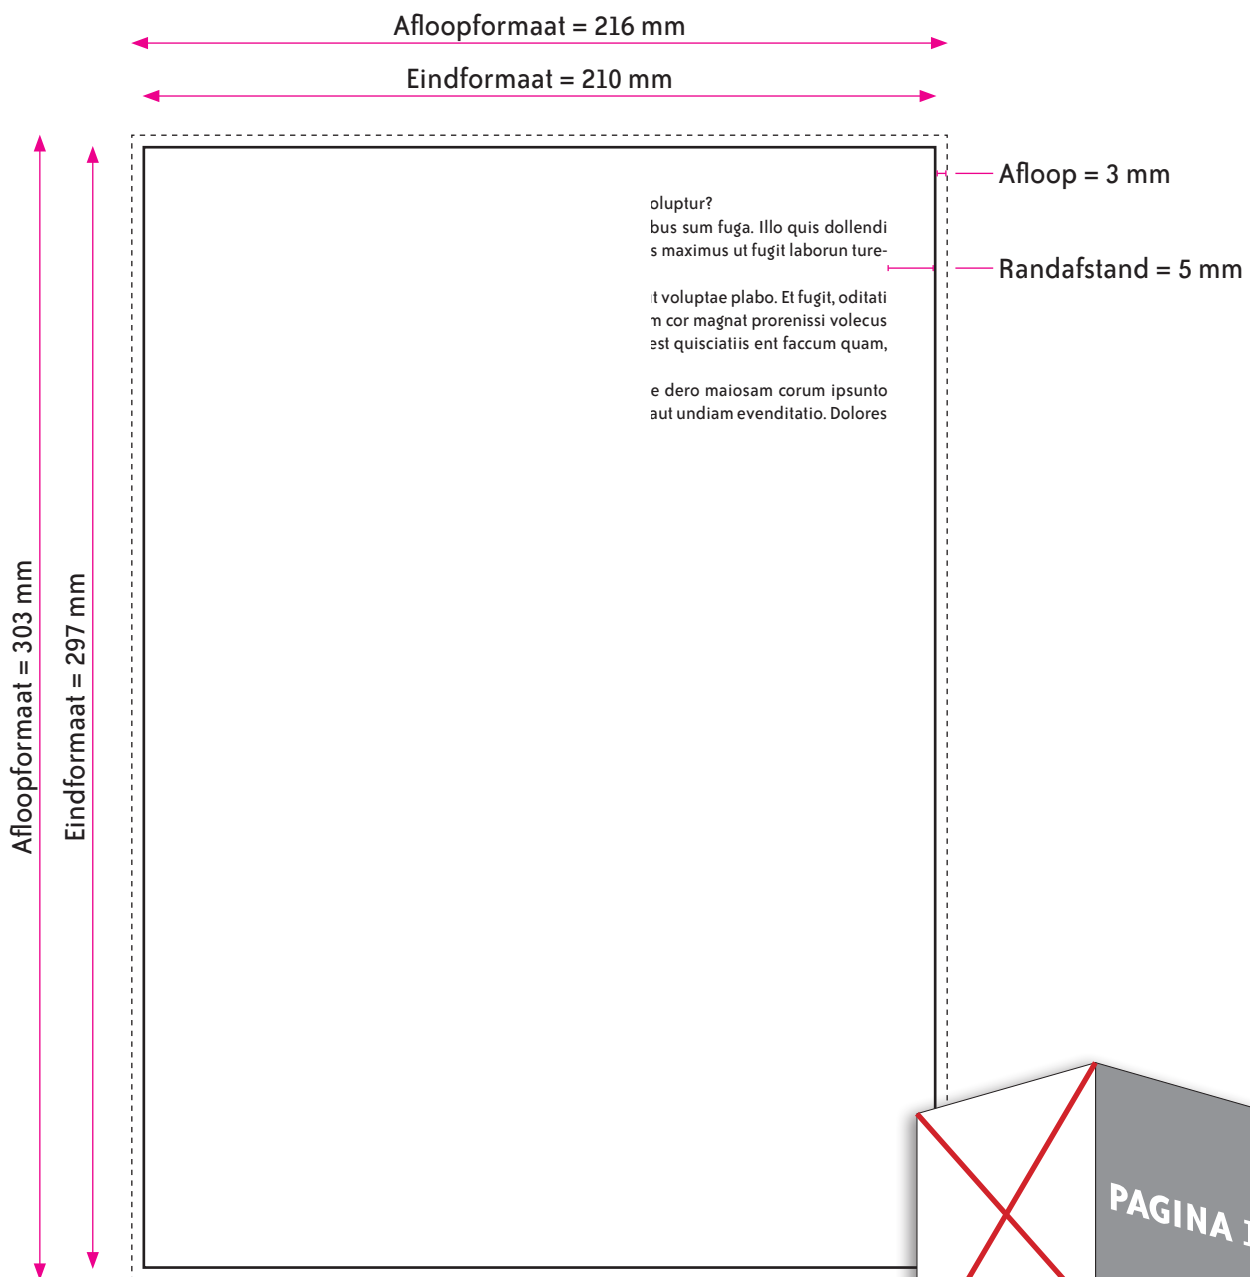 Afloopformaat = 216 mm
Eindformaat = 210 mm
Afloop = 3 mm
Randafstand = 5 mm
oluptur?
bus sum fuga. Illo quis dollendi
s maximus ut fugit laborun ture-
t voluptae plabo. Et fugit, oditati
m cor magnat prorenissi volecus
est quisciatiis ent faccum quam,
e dero maiosam corum ipsunto
aut undiam evenditatio. Dolores
Afloopformaat = 303 mm
Eindformaat = 297 mm
PAGINA